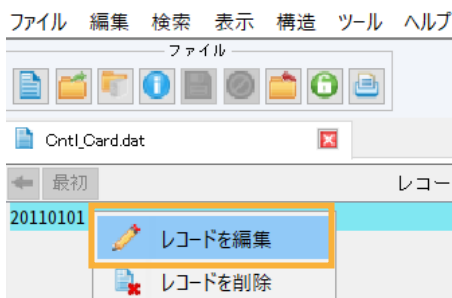 ファイル 編集 検索 表示 構造 ツール ヘルプ
ファイル
Cntl_Card.dat
最初 レコー
20110101
レコードを編集
レコードを削除